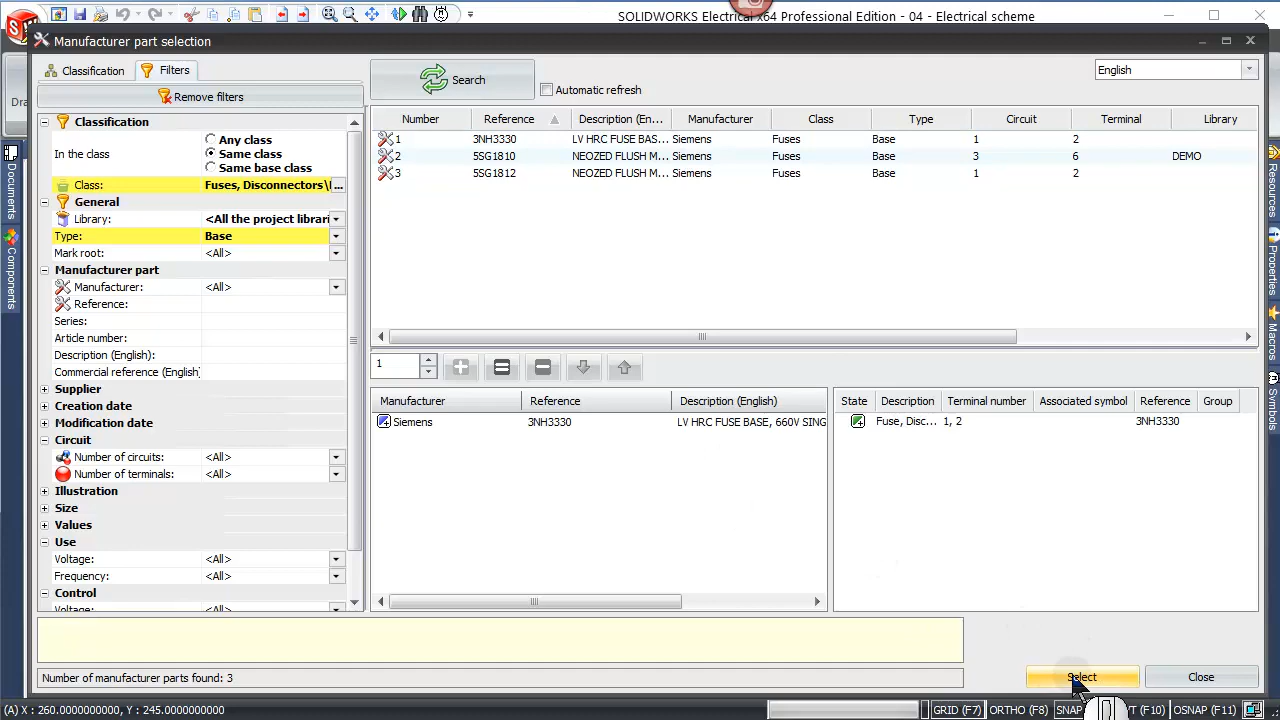 SOLIDWORKS Electrical x64 Professional Edition - 04 - Electrical scheme
Manufacturer part selection
Classification
Filters
Search
Automatic refresh
English
Remove filters
Classification
In the class
Any class
Same class
Same base class
Class: Fuses, Disconnectors\ ...
General
Library: <All the project librari
Type: Base
Mark root: <All>
Manufacturer part
Manufacturer: <All>
Reference:
Series:
Article number:
Description (English):
Commercial reference (English)
Supplier
Creation date
Modification date
Circuit
Number of circuits: <All>
Number of terminals: <All>
Illustration
Size
Values
Use
Voltage: <All>
Frequency: <All>
Control
Voltage: <All>
Number Reference Description (En... Manufacturer Class Type Circuit Terminal Library
1 3NH3330 LV HRC FUSE BAS... Siemens Fuses Base 1 2
2 5SG1810 NEOZED FLUSH M... Siemens Fuses Base 3 6 DEMO
3 5SG1812 NEOZED FLUSH M... Siemens Fuses Base 1 2
1
Manufacturer Reference Description (English)
Siemens 3NH3330 LV HRC FUSE BASE, 660V SING
State Description Terminal number Associated symbol Reference Group
Fuse, Disc... 1, 2 3NH3330
Number of manufacturer parts found: 3
Select
Close
Dra
Documents
Components
Resources
Properties
Macros
Symbols
(A) X : 260.0000000000, Y : 245.0000000000
GRID (F7) ORTHO (F8) SNAP T (F10) OSNAP (F11)